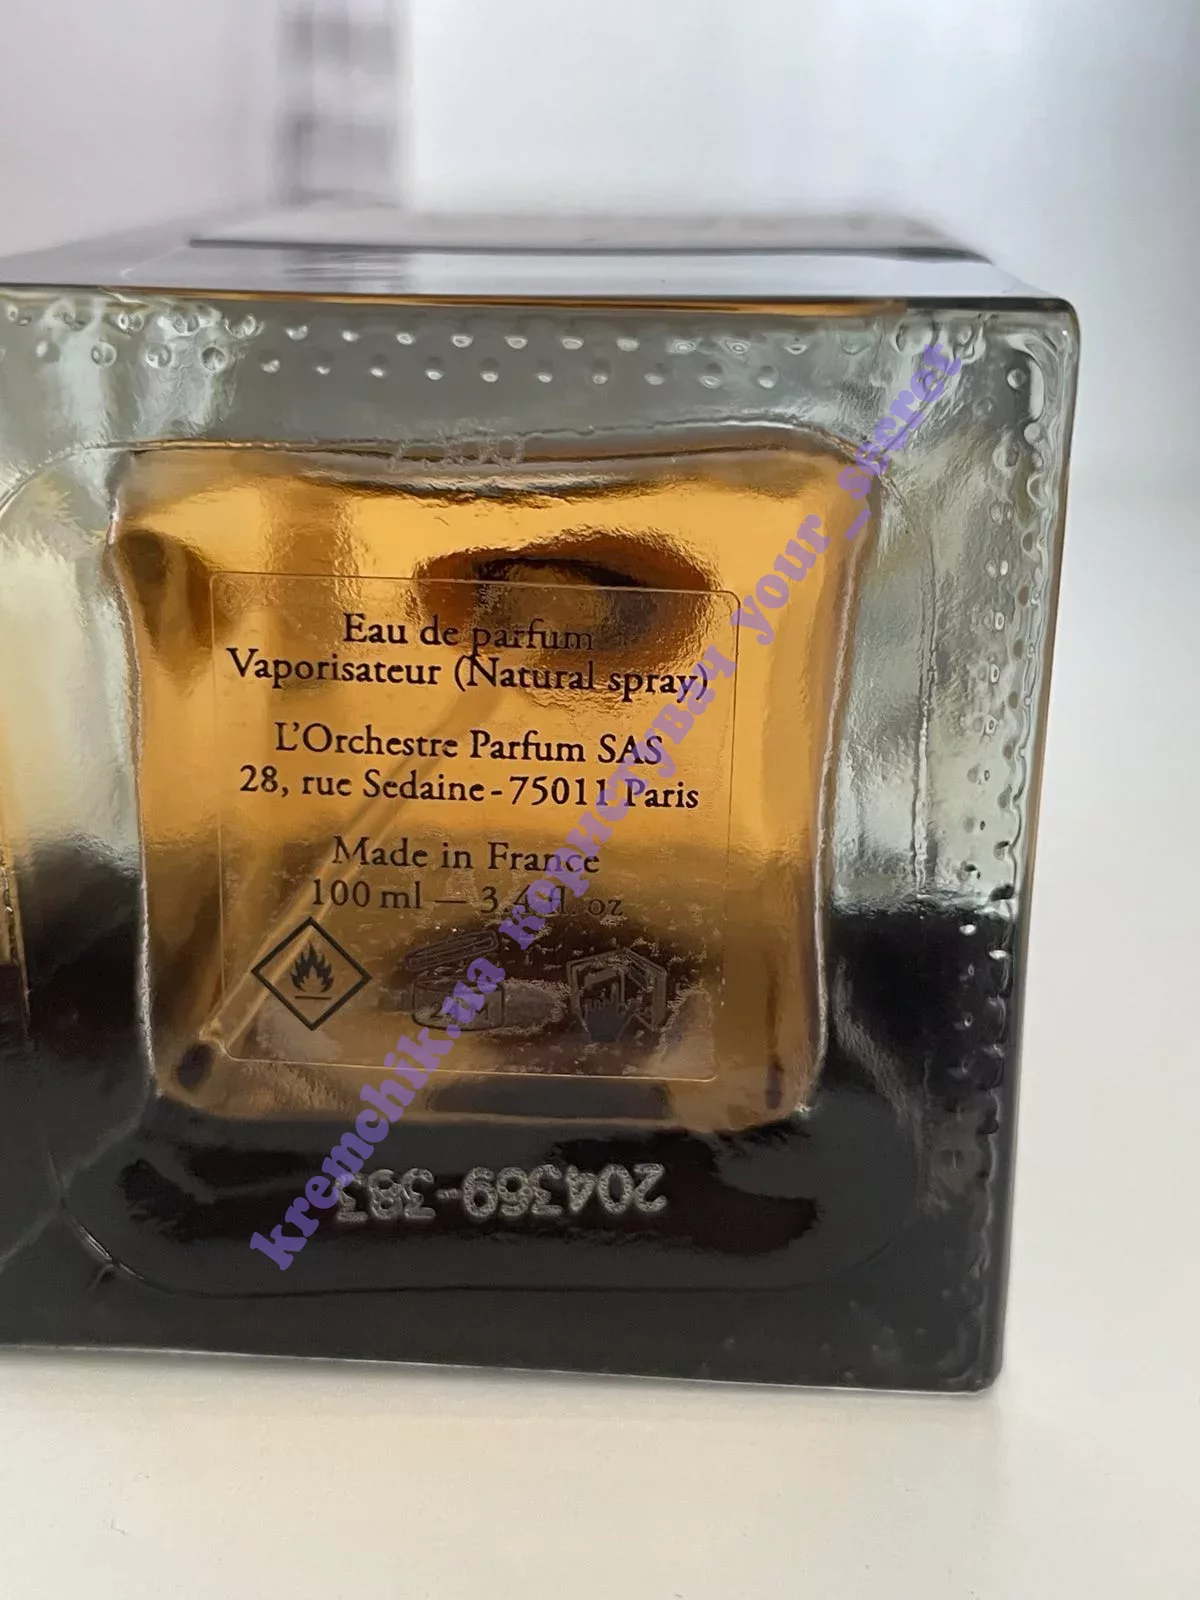 Eau de parfum
Vaporisateur (Natural spray)
L'Orchestre Parfum SAS
28, rue Sedaine - 75011 Paris
Made in France
100 ml — 3.4 fl. oz
204369-383
kremchik.ua користувач your_secret